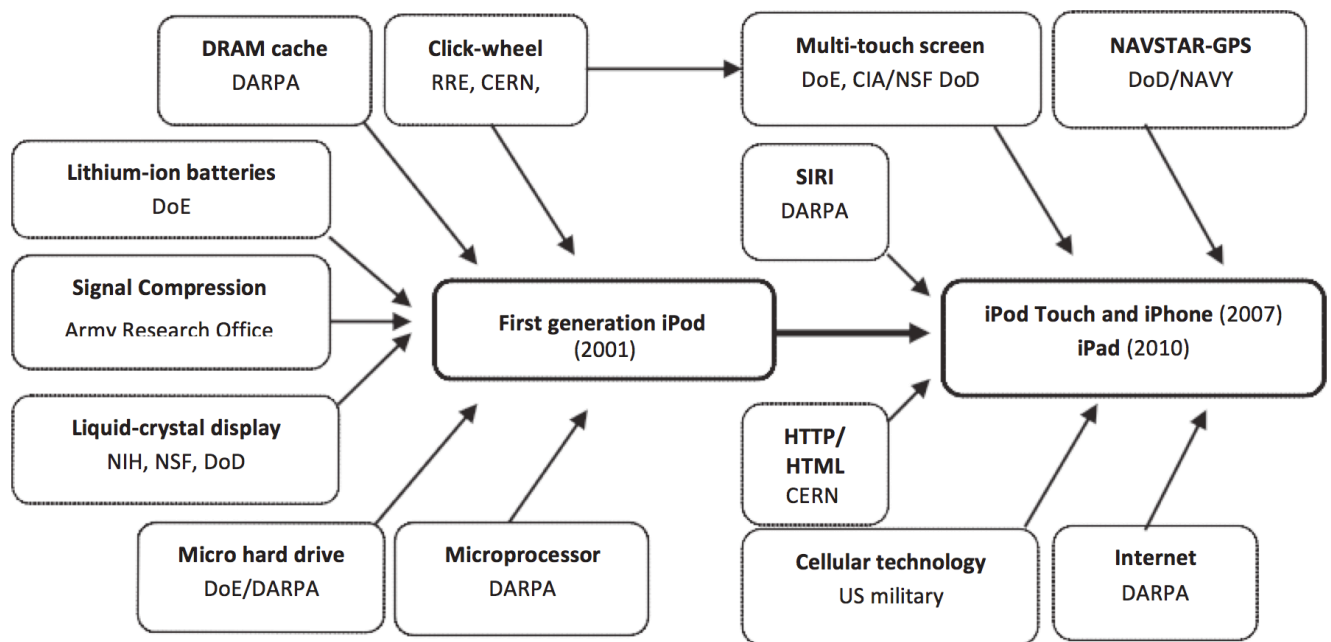 DRAM cache
DARPA
Click-wheel
RRE, CERN,
Multi-touch screen
DoE, CIA/NSF DoD
NAVSTAR-GPS
DoD/NAVY
Lithium-ion batteries
DoE
SIRI
DARPA
Signal Compression
Army Research Office
First generation iPod
(2001)
iPod Touch and iPhone (2007)
iPad (2010)
Liquid-crystal display
NIH, NSF, DoD
HTTP/
HTML
CERN
Micro hard drive
DoE/DARPA
Microprocessor
DARPA
Cellular technology
US military
Internet
DARPA